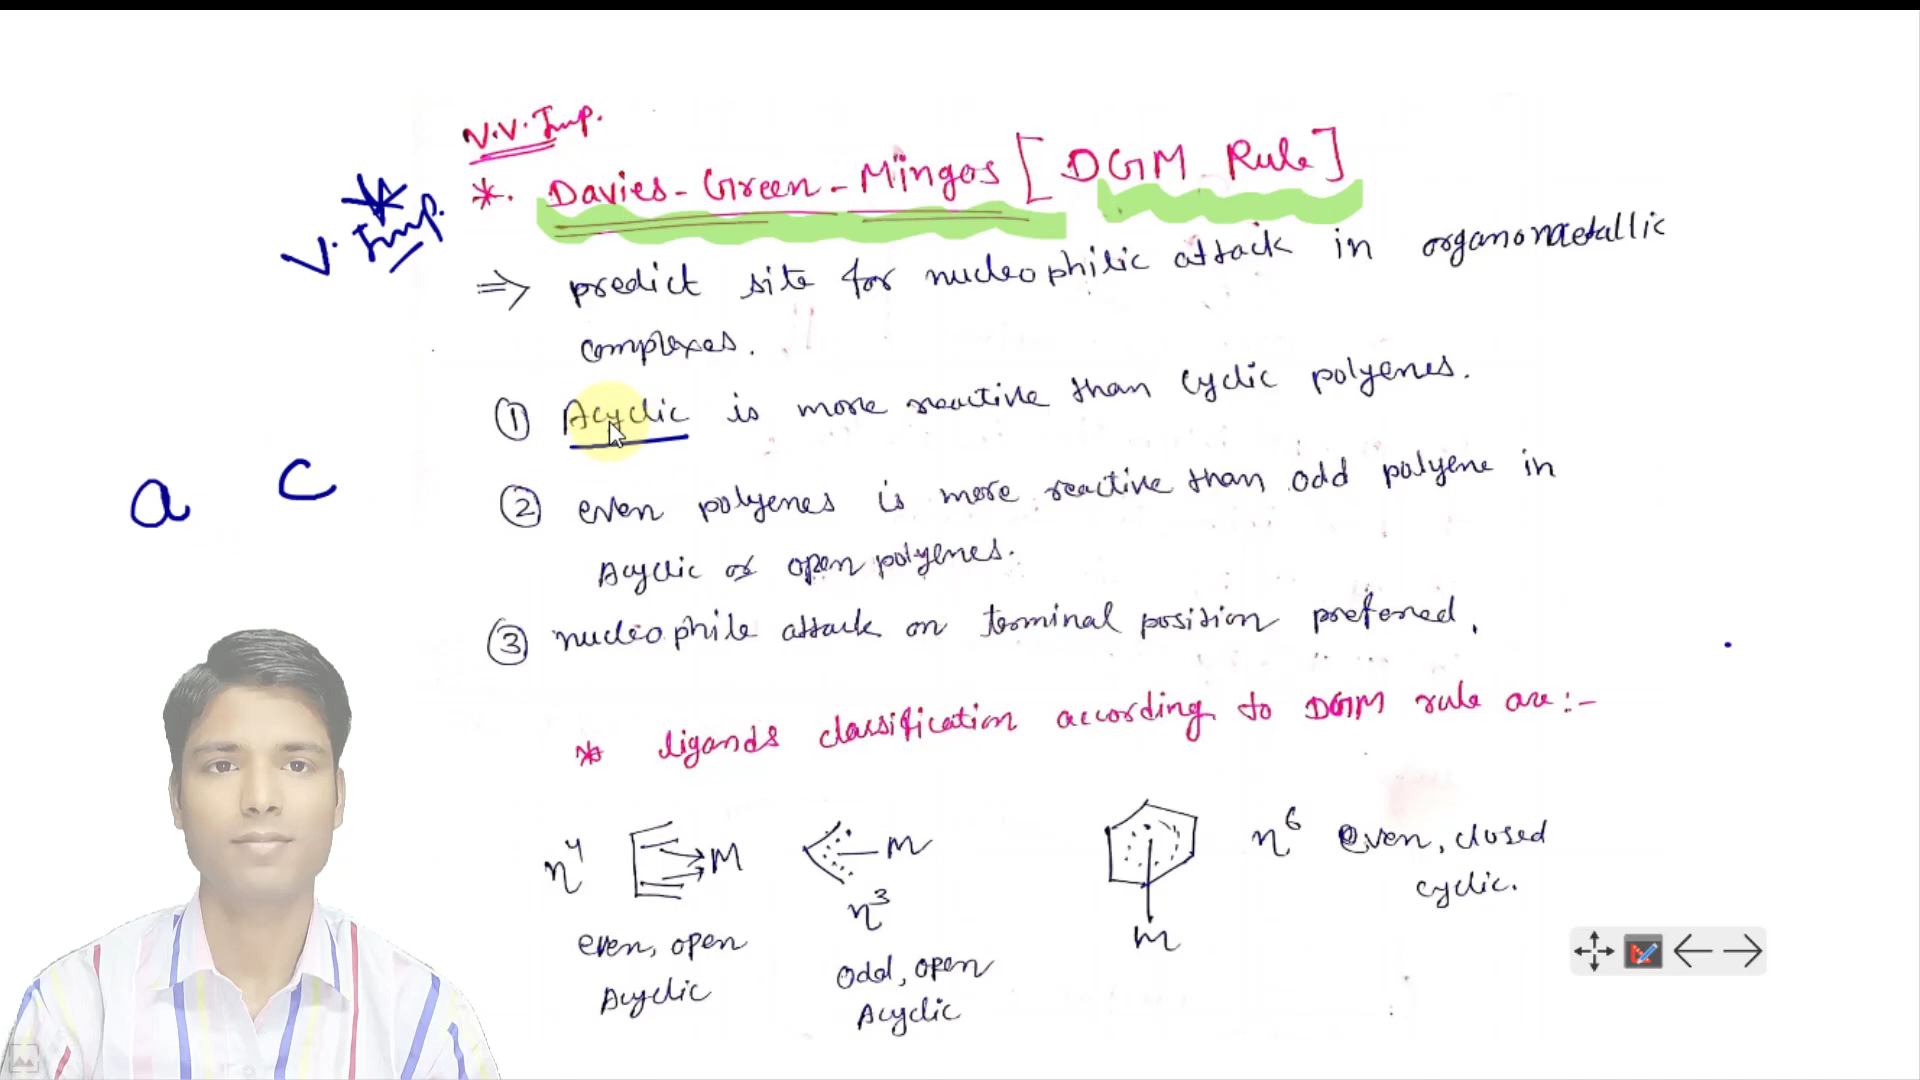 V.V. Imp.
*. Davies-Green-Mingos [DGM Rule]
V. Imp.
⇒ predict site for nucleophilic attack in organometallic
complexes.
① Acyclic is more reactive than cyclic polyenes.
a c
② even polyenes is more reactive than odd polyene in
Acyclic or open polyenes.
③ nucleophile attack on terminal position preferred.
* ligands classification according to DGM rule are:-
η⁴ M
M
η³
η⁶ even, closed
cyclic.
M
even, open
Acyclic
odd, open
Acyclic